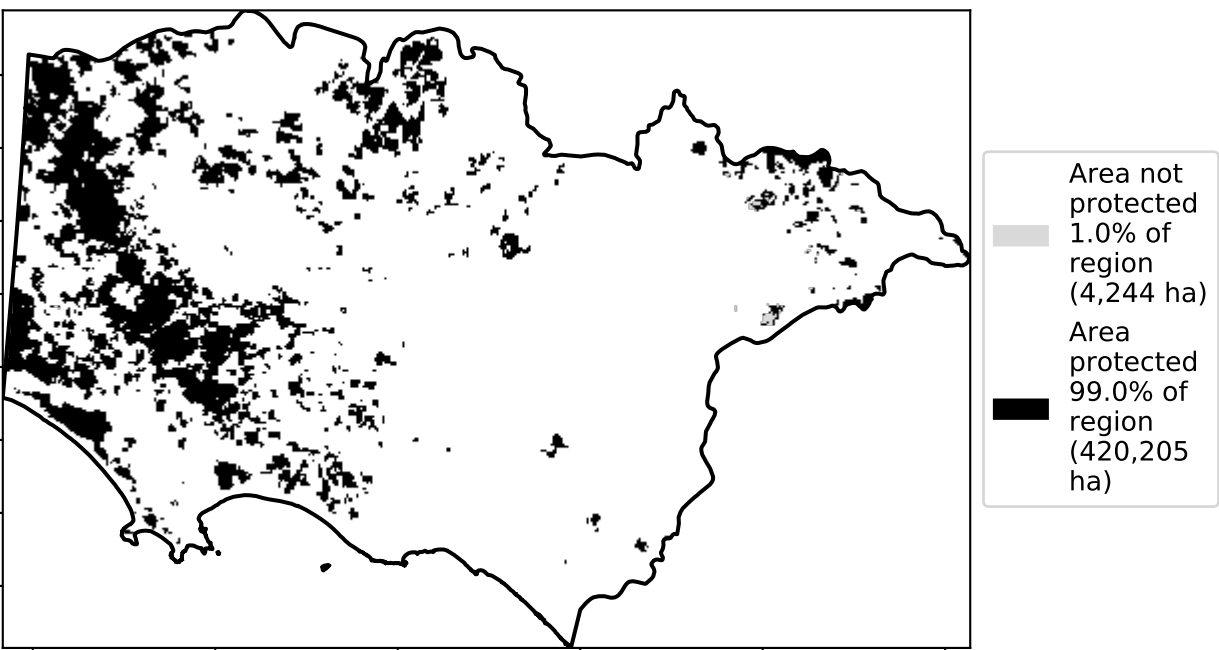 Area not
protected
1.0% of
region
(4,244 ha)
Area
protected
99.0% of
region
(420,205
ha)